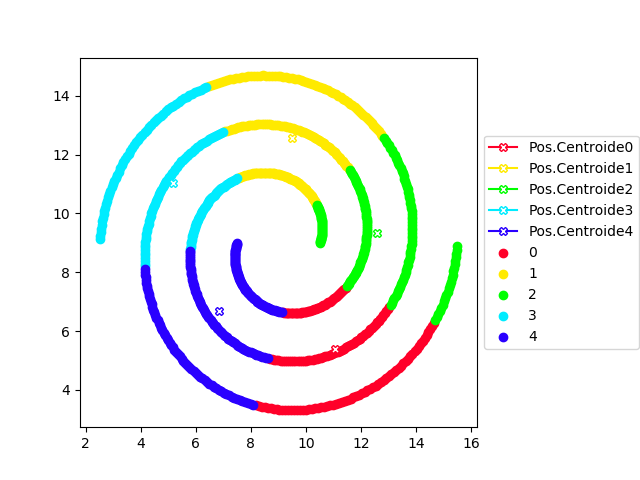 14
12
10
8
6
4
2 4 6 8 10 12 14 16
Pos.Centroide0
Pos.Centroide1
Pos.Centroide2
Pos.Centroide3
Pos.Centroide4
0
1
2
3
4